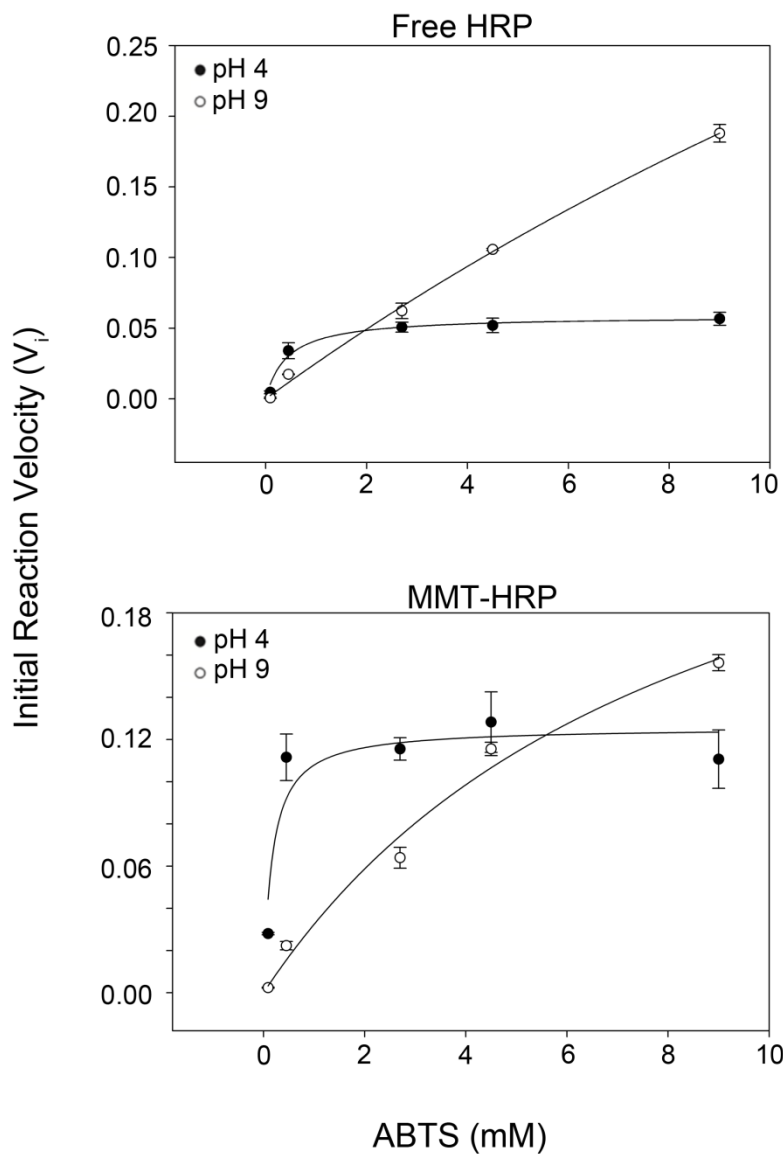 Free HRP
0.25
0.20
0.15
0.10
0.05
0.00
pH 4
pH 9
0 2 4 6 8 10
Initial Reaction Velocity (Vi)
MMT-HRP
0.18
0.12
0.06
0.00
pH 4
pH 9
0 2 4 6 8 10
ABTS (mM)